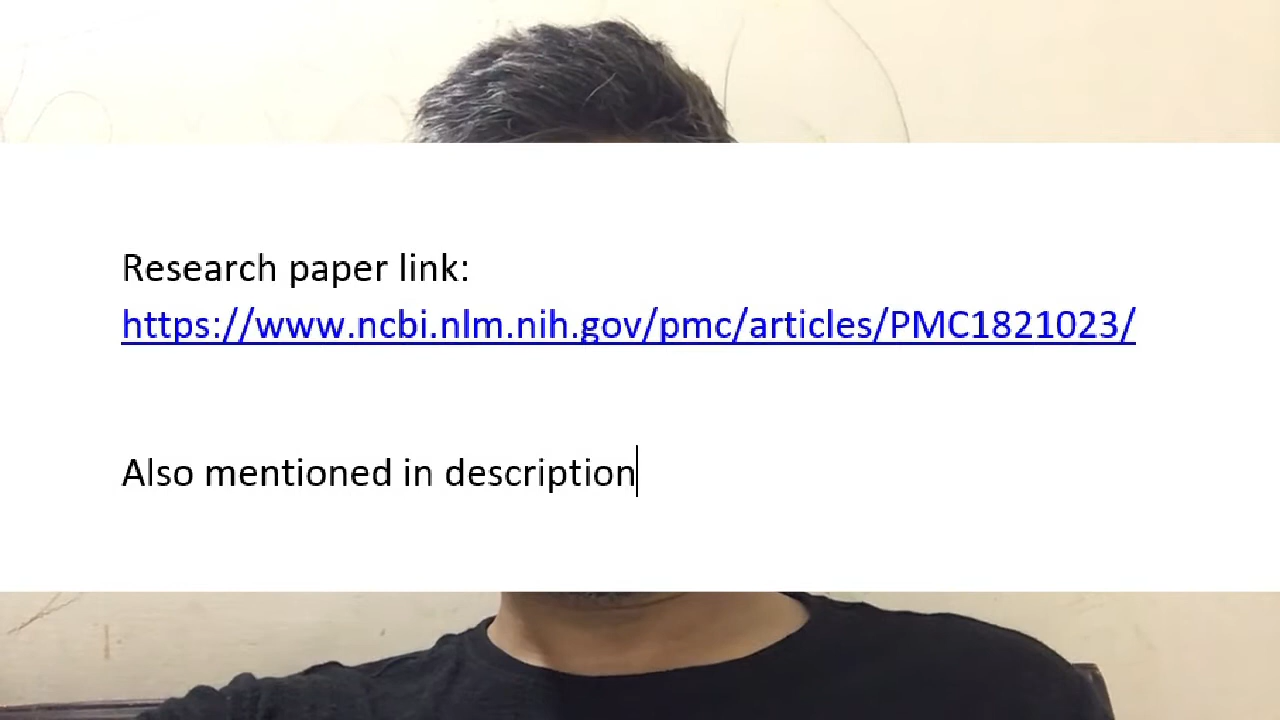 Research paper link:
https://www.ncbi.nlm.nih.gov/pmc/articles/PMC1821023/
Also mentioned in description